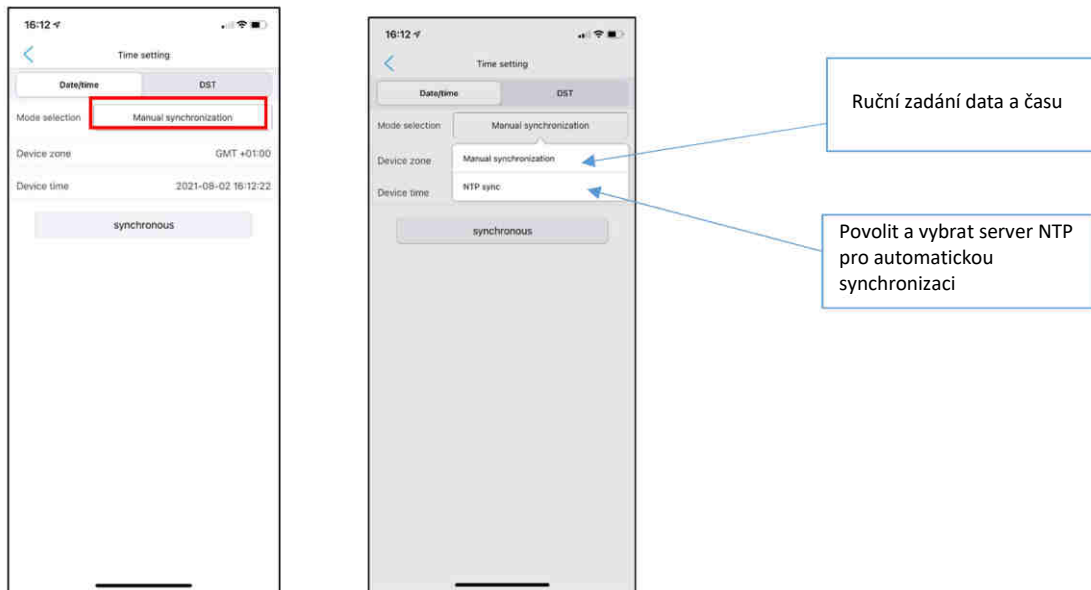 16:12
Time setting
Date/time DST
Mode selection Manual synchronization
Device zone GMT +01:00
Device time 2021-08-02 16:12:22
synchronous
16:12
Time setting
Date/time DST
Mode selection Manual synchronization
Device zone Manual synchronization
Device time NTP sync
synchronous
Ruční zadání data a času
Povolit a vybrat server NTP
pro automatickou
synchronizaci